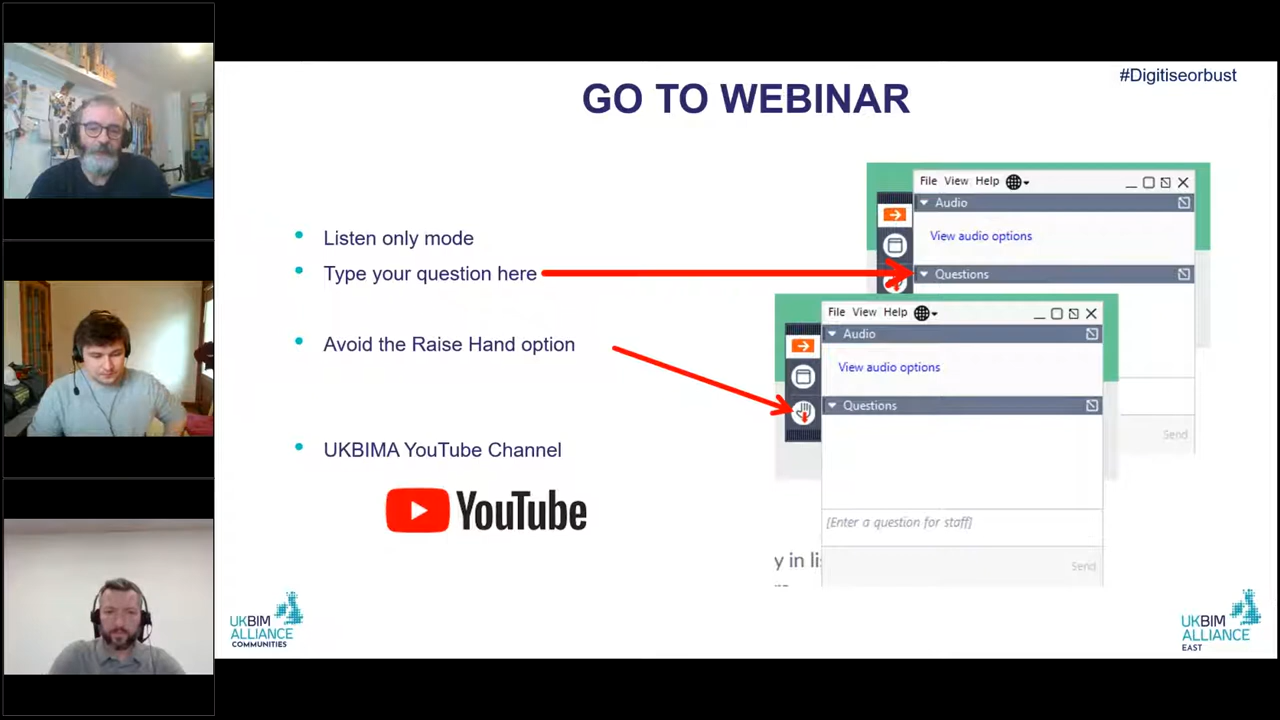 #Digitiseorbust
GO TO WEBINAR
Listen only mode
Type your question here
Avoid the Raise Hand option
UKBIMA YouTube Channel
YouTube
File View Help
Audio
View audio options
Questions
Send
File View Help
Audio
View audio options
Questions
[Enter a question for staff]
Send
y in li
UKBIM
ALLIANCE
COMMUNITIES
UKBIM
ALLIANCE
EAST